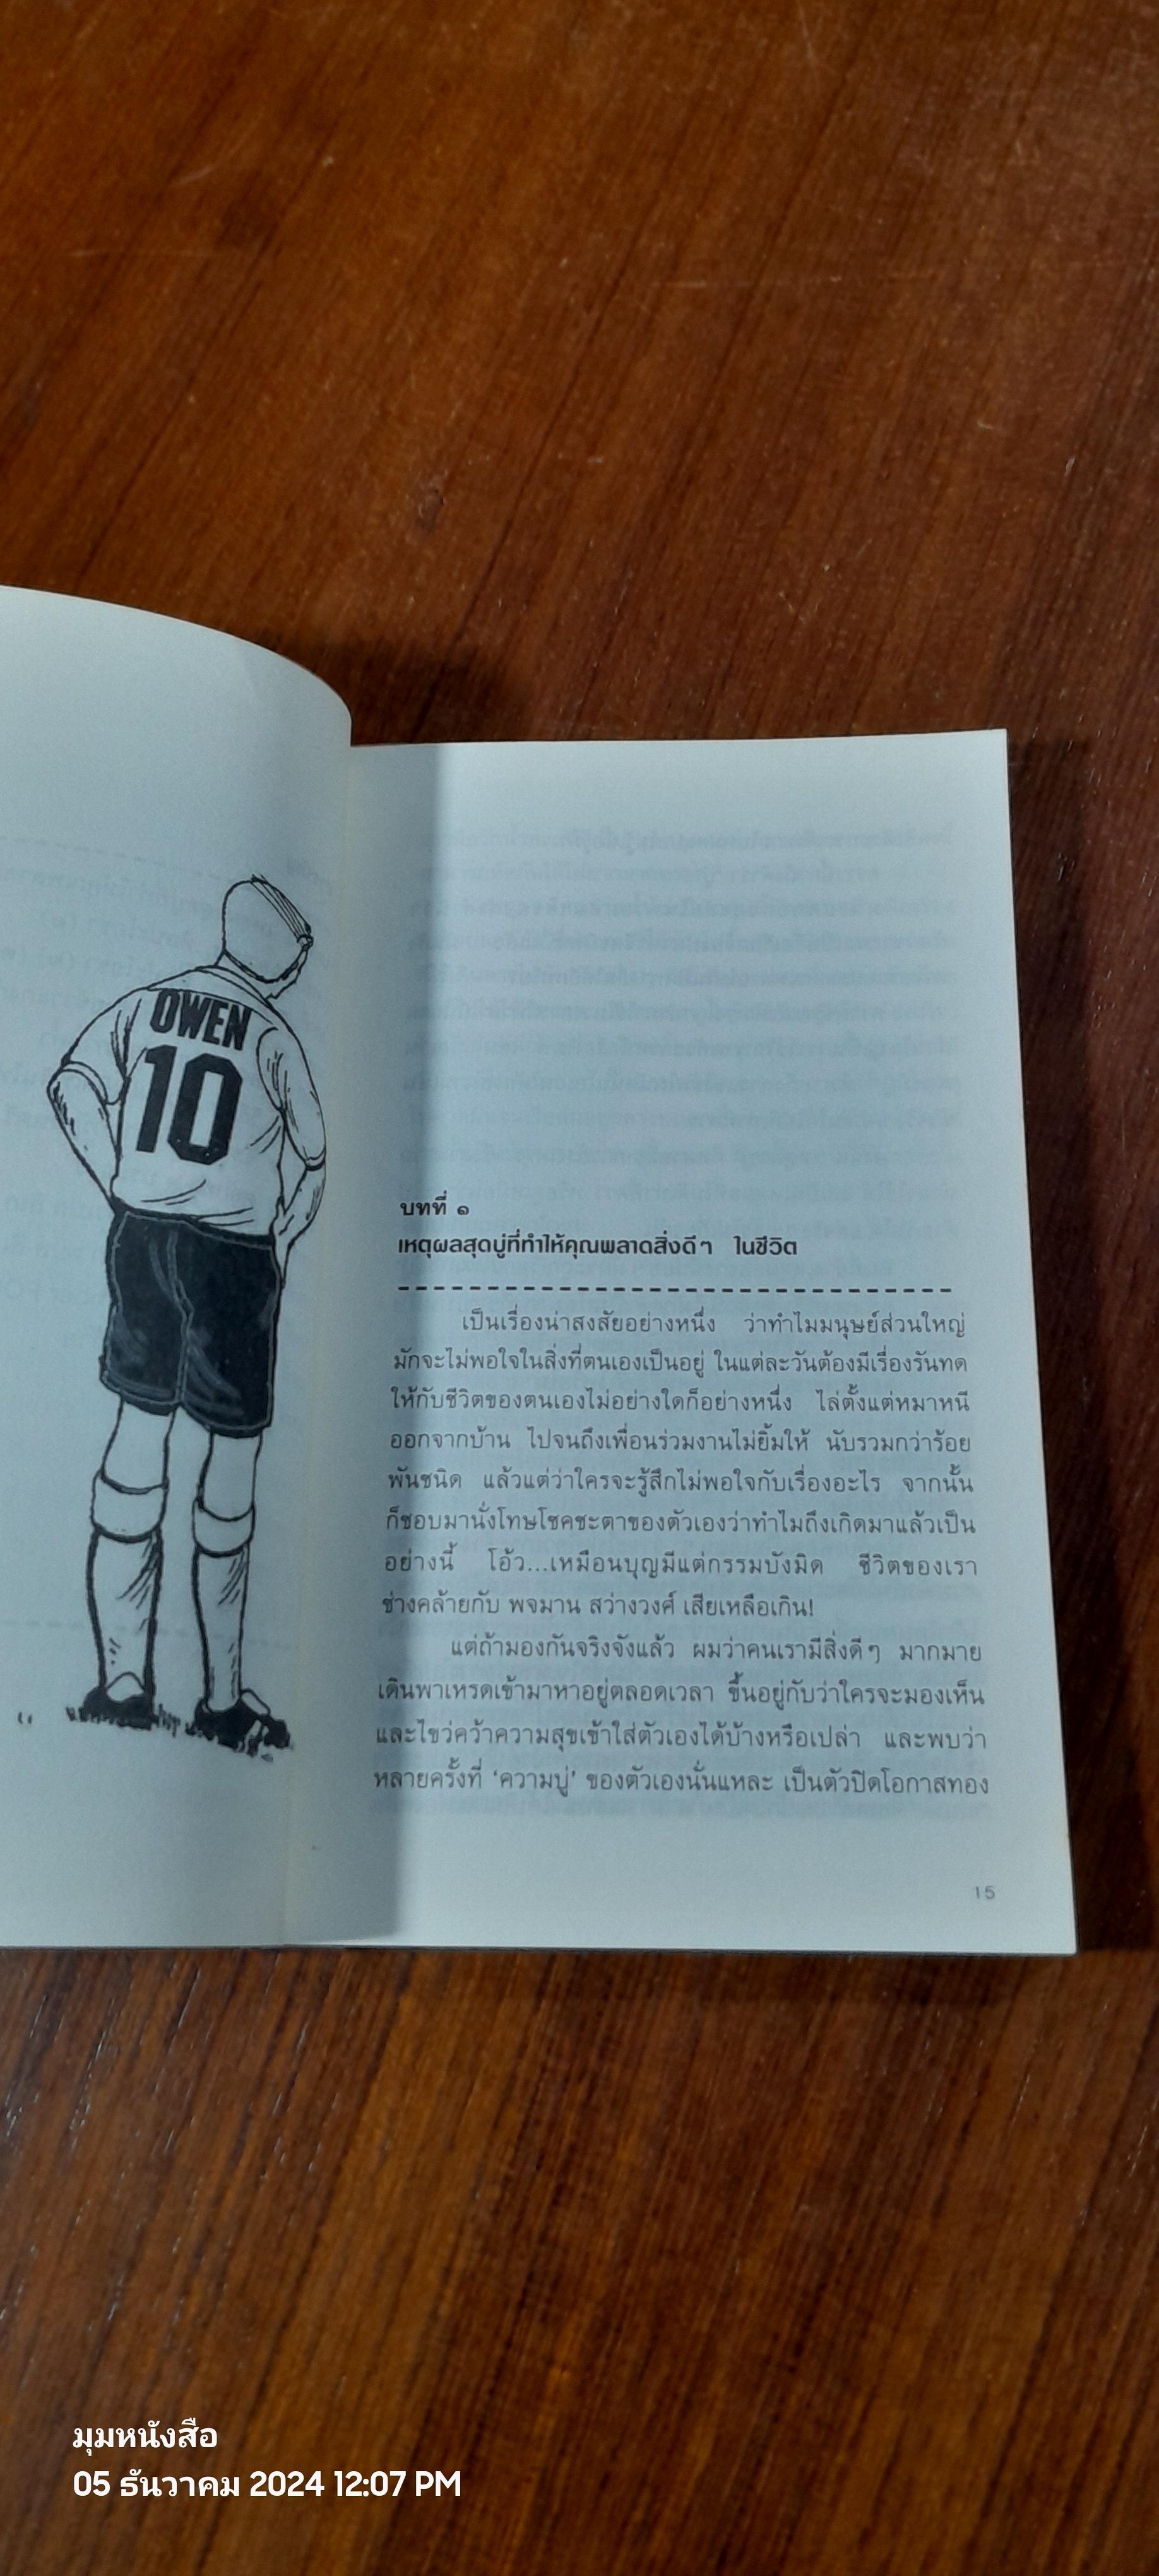 OWEN
10
บทที่ ๑
เหตุผลสุดบู่ที่ทำให้คุณพลาดสิ่งดีๆ ในชีวิต
เป็นเรื่องน่าสงสัยอย่างหนึ่ง ว่าทำไมมนุษย์ส่วนใหญ่
มักจะไม่พอใจในสิ่งที่ตนเองเป็นอยู่ ในแต่ละวันต้องมีเรื่องรันทด
ให้กับชีวิตของตนเองไม่อย่างใดก็อย่างหนึ่ง ไล่ตั้งแต่หมาหนี
ออกจากบ้าน ไปจนถึงเพื่อนร่วมงานไม่ยิ้มให้ นับรวมกว่าร้อย
พันชนิด แล้วแต่ว่าใครจะรู้สึกไม่พอใจกับเรื่องอะไร จากนั้น
ก็ชอบมานั่งโทษโชคชะตาของตัวเองว่าทำไมถึงเกิดมาแล้วเป็น
อย่างนี้ โอ้ว...เหมือนบุญมีแต่กรรมบังมิด ชีวิตของเรา
ช่างคล้ายกับ พจมาน สว่างวงศ์ เสียเหลือเกิน!
แต่ถ้ามองกันจริงจังแล้ว ผมว่าคนเรามีสิ่งดีๆ มากมาย
เดินพาเหรดเข้ามาหาอยู่ตลอดเวลา ขึ้นอยู่กับว่าใครจะมองเห็น
และไขว่คว้าความสุขเข้าใส่ตัวเองได้บ้างหรือเปล่า และพบว่า
หลายครั้งที่ ‘ความบู่’ ของตัวเองนั่นแหละ เป็นตัวปิดโอกาสทอง
15
มุมหนังสือ
05 ธันวาคม 2024 12:07 PM